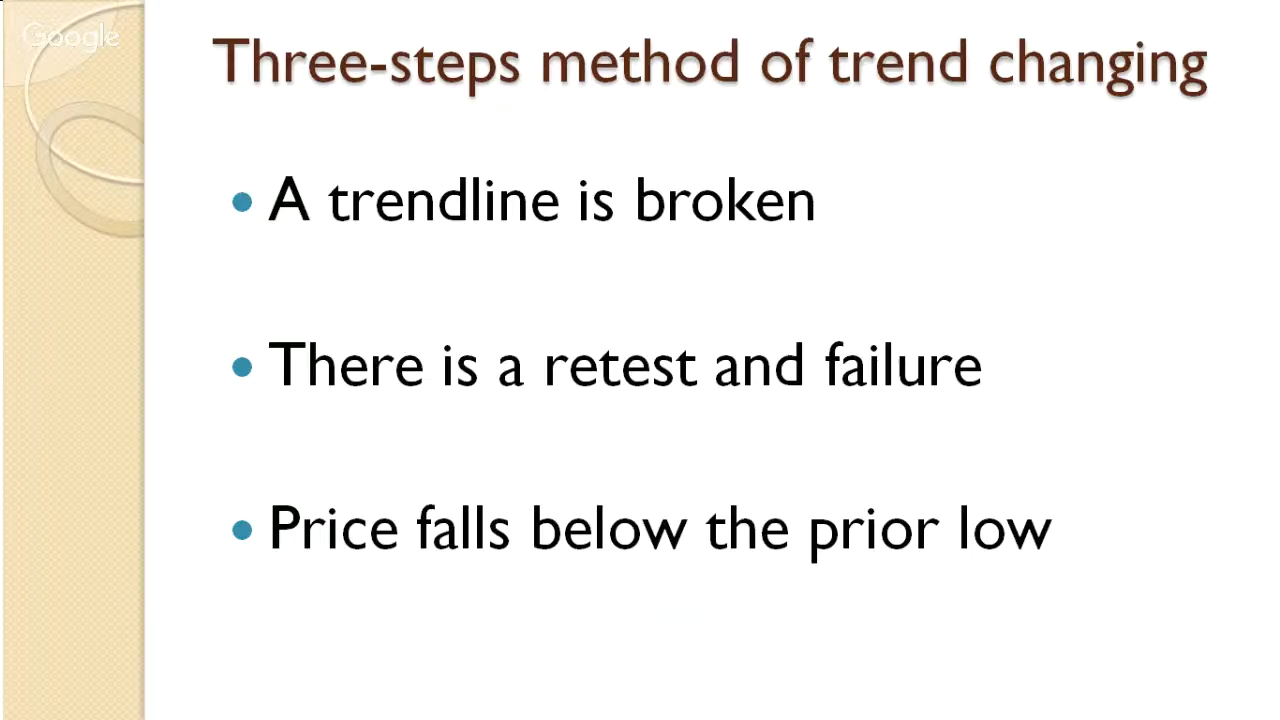 Google
Three-steps method of trend changing
• A trendline is broken
• There is a retest and failure
• Price falls below the prior low